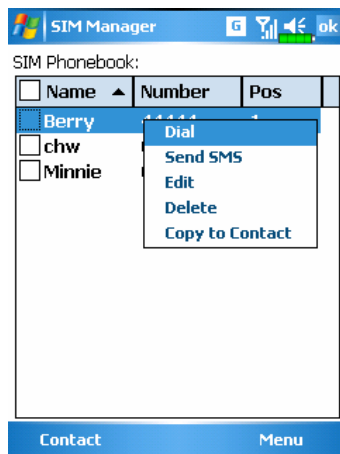 SIM Manager G ok
SIM Phonebook:
Name Number Pos
Berry
chw
Minnie
Dial
Send SMS
Edit
Delete
Copy to Contact
Contact Menu